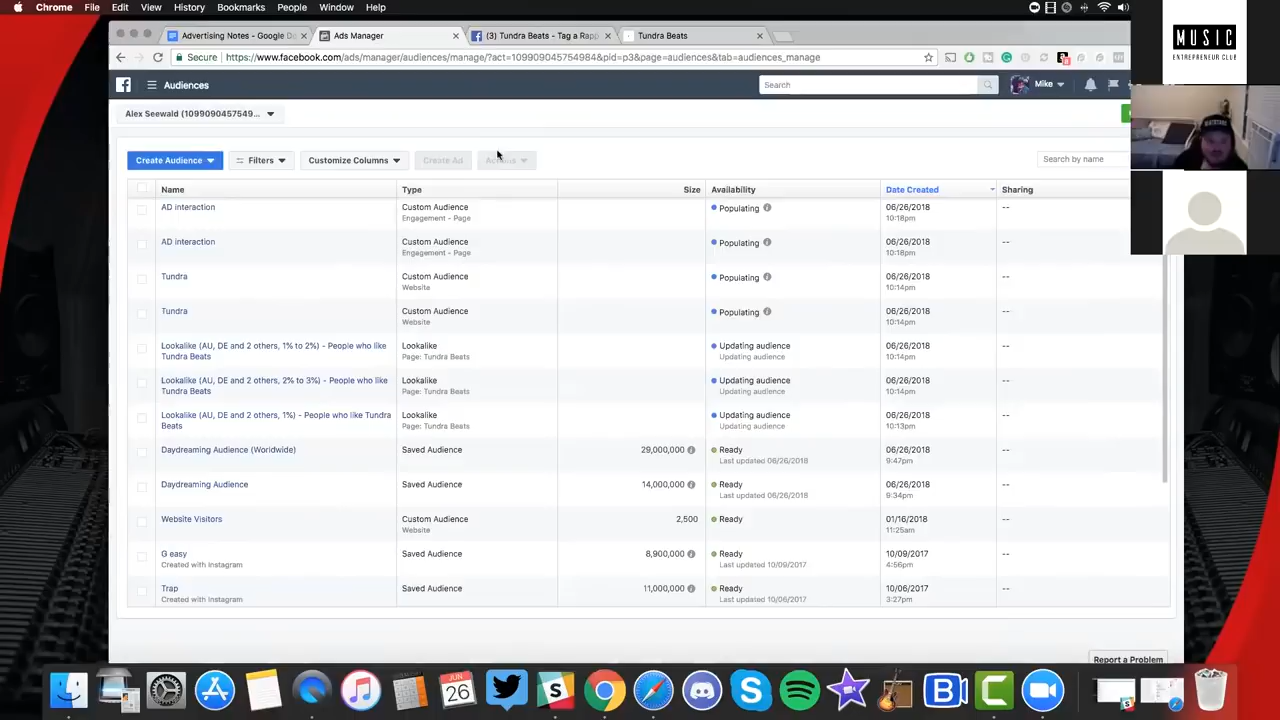 Chrome File Edit View History Bookmarks People Window Help
Advertising Notes - Google Do
Ads Manager
(3) Tundra Beats - Tag a Rapp
Tundra Beats
Secure https://www.facebook.com/ads/manager/audiences/manage/?act=109909045754984&pid=p3&page=audiences&tab=audiences_manage
Audiences
Search
Mike
Alex Seewald (1099090457549...
Create Audience
Filters
Customize Columns
Create Ad
Actions
Search by name
Name Type Size Availability Date Created Sharing
AD interaction Custom Audience Populating 06/26/2018 --
Engagement - Page 10:18pm
AD interaction Custom Audience Populating 06/26/2018 --
Engagement - Page 10:18pm
Tundra Custom Audience Populating 06/26/2018 --
Website 10:14pm
Tundra Custom Audience Populating 06/26/2018 --
Website 10:14pm
Lookalike (AU, DE and 2 others, 1% to 2%) - People who like Lookalike Updating audience 06/26/2018 --
Tundra Beats Page: Tundra Beats Updating audience 10:14pm
Lookalike (AU, DE and 2 others, 2% to 3%) - People who like Lookalike Updating audience 06/26/2018 --
Tundra Beats Page: Tundra Beats Updating audience 10:14pm
Lookalike (AU, DE and 2 others, 1%) - People who like Tundra Lookalike Updating audience 06/26/2018 --
Beats Page: Tundra Beats Updating audience 10:13pm
Daydreaming Audience (Worldwide) Saved Audience 29,000,000 Ready 06/26/2018 --
Last updated 06/26/2018 9:47pm
Daydreaming Audience Saved Audience 14,000,000 Ready 06/26/2018 --
Last updated 06/26/2018 9:34pm
Website Visitors Custom Audience 2,500 Ready 01/16/2018 --
Website 11:25am
G easy Saved Audience 8,900,000 Ready 10/09/2017 --
Created with Instagram Last updated 10/09/2017 4:56pm
Trap Saved Audience 11,000,000 Ready 10/06/2017 --
Created with Instagram Last updated 10/06/2017 3:27pm
Report a Problem
MUSIC
ENTREPRENEUR CLUB
JUN
26